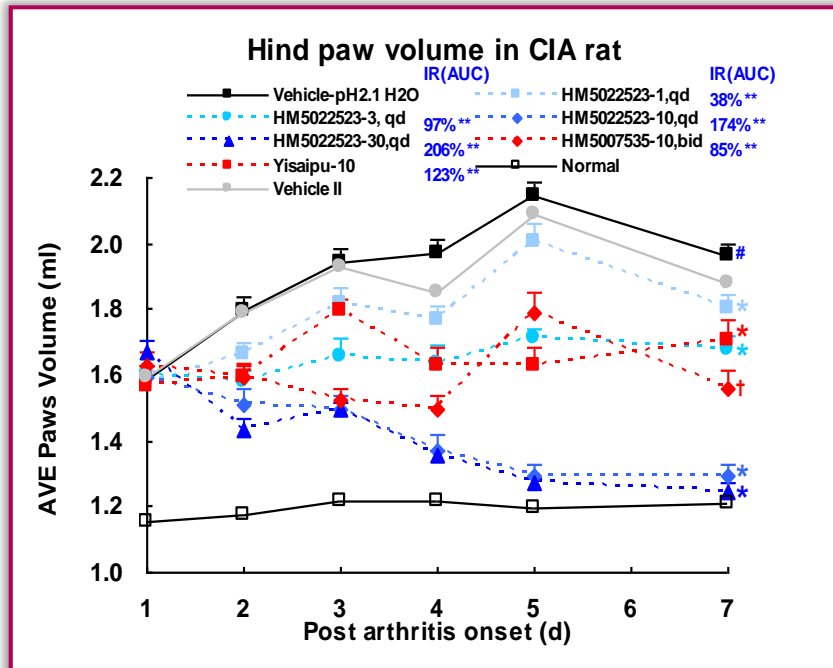 Hind paw volume in CIA rat
IR(AUC) IR(AUC)
Vehicle-pH2.1 H2O HM5022523-1,qd 38% **
HM5022523-3, qd 97% ** HM5022523-10,qd 174% **
HM5022523-30,qd 206% ** HM5007535-10,bid 85% **
Yisaipu-10 123% ** Normal
Vehicle II
2.2
2.0
1.8
1.6
1.4
1.2
1.0
AVE Paws Volume (ml)
#
*
*
*
†
*
*
1 2 3 4 5 6 7
Post arthritis onset (d)